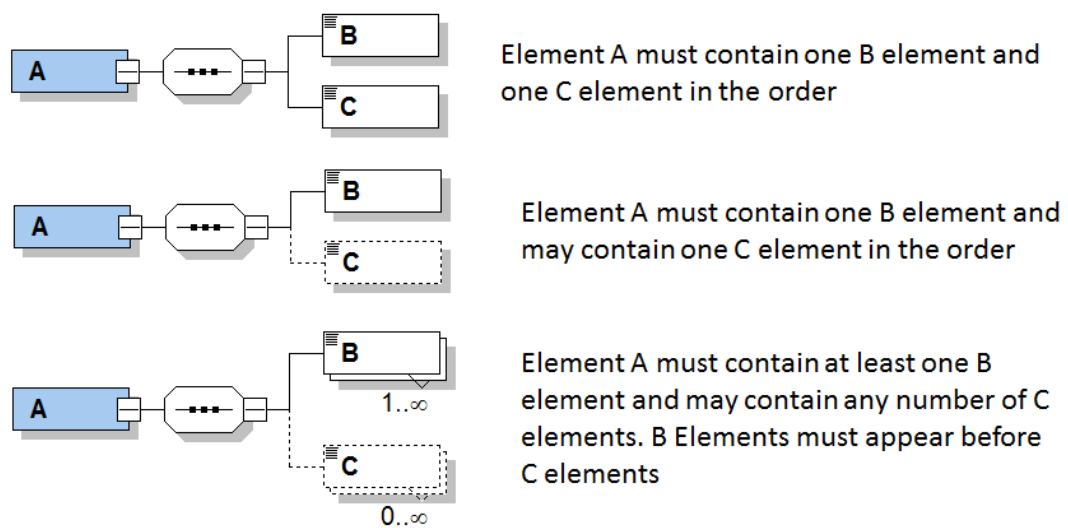 A
B
C
Element A must contain one B element and
one C element in the order
A
B
C
Element A must contain one B element and
may contain one C element in the order
A
B
1..∞
C
0..∞
Element A must contain at least one B
element and may contain any number of C
elements. B Elements must appear before
C elements